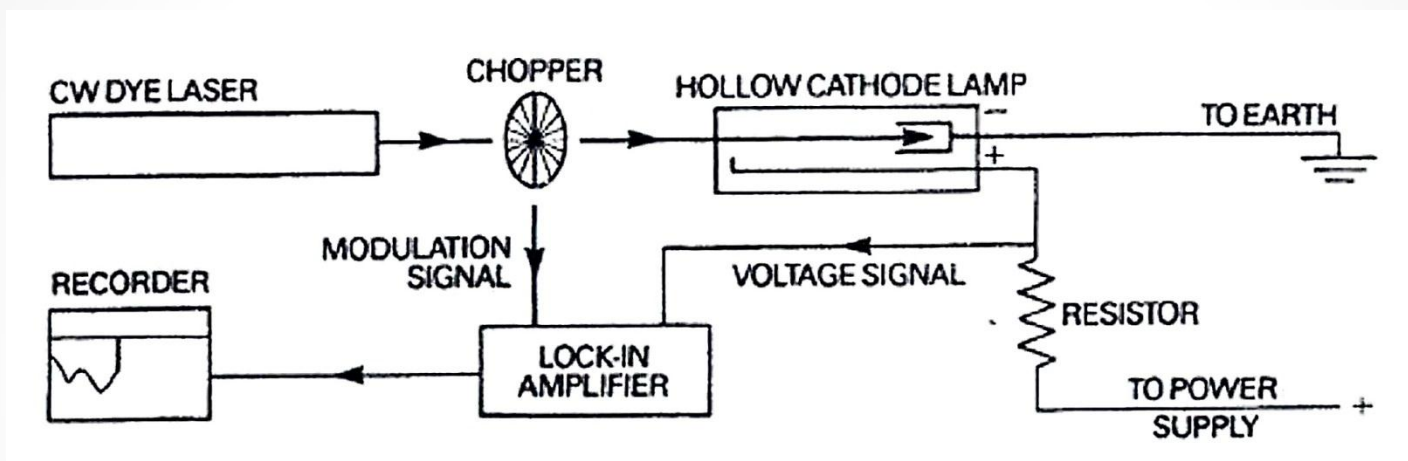 CHOPPER
CW DYE LASER
HOLLOW CATHODE LAMP
−
TO EARTH
+
MODULATION
SIGNAL
VOLTAGE SIGNAL
RECORDER
RESISTOR
LOCK-IN
AMPLIFIER
TO POWER
+
SUPPLY